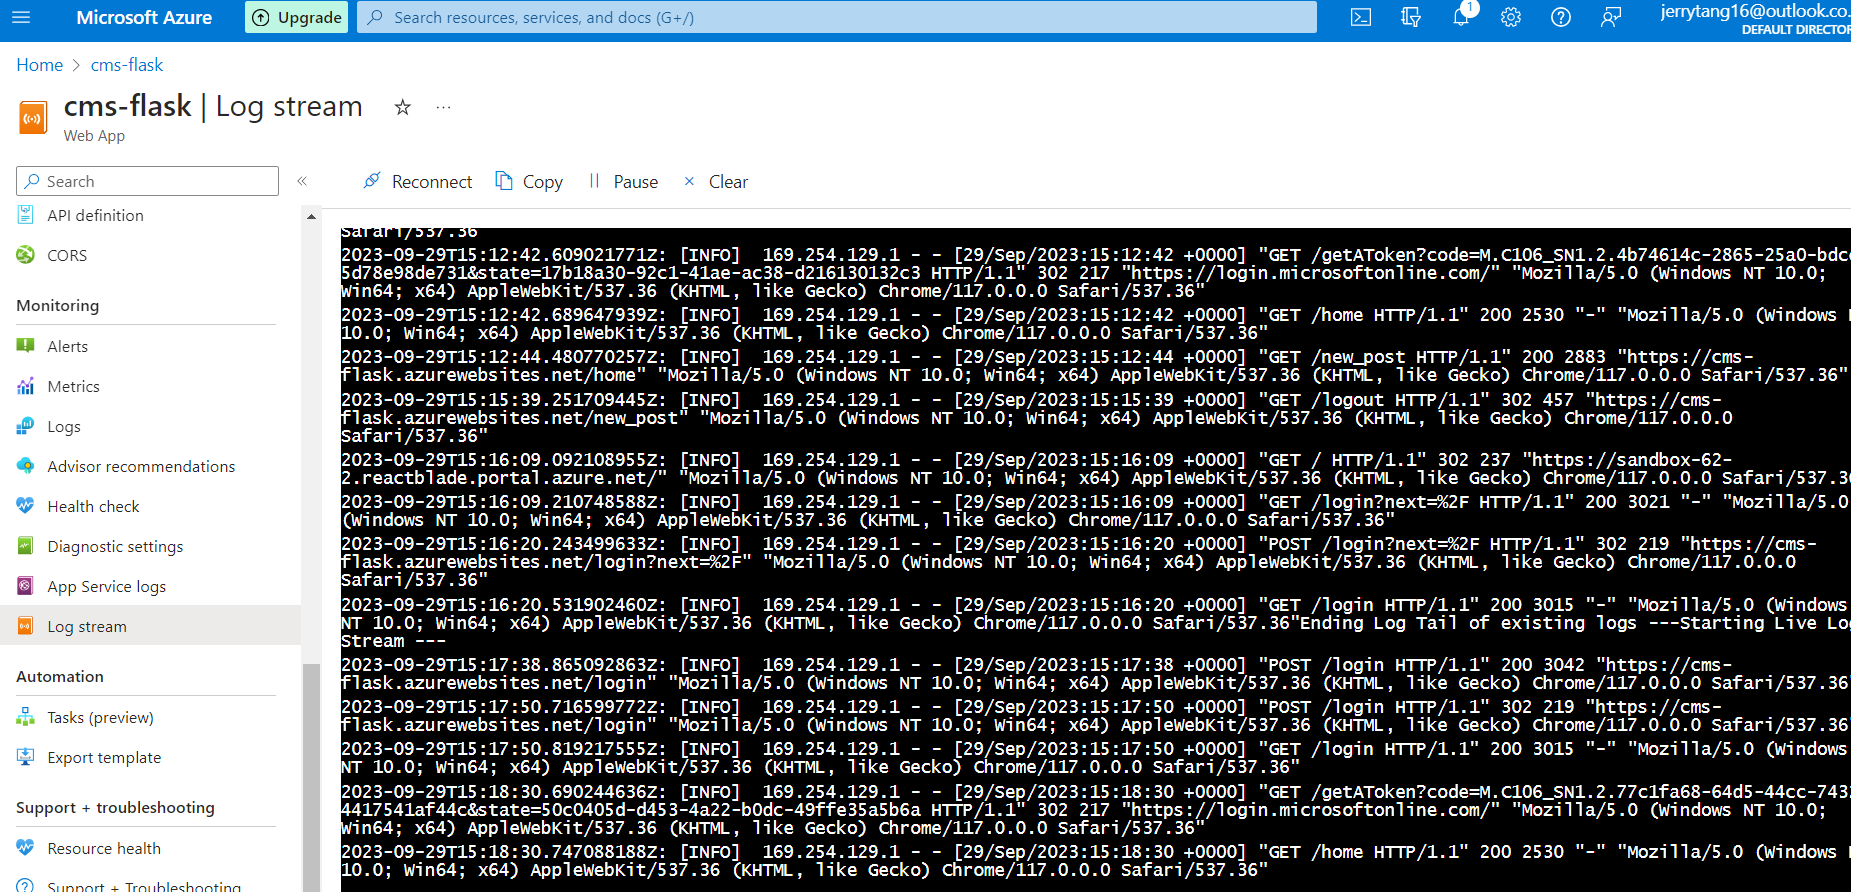 Microsoft Azure
Upgrade
Search resources, services, and docs (G+/)
1
jerrytang16@outlook.co
DEFAULT DIRECTOR
Home > cms-flask
cms-flask | Log stream
Web App
Search
Reconnect
Copy
Pause
Clear
API definition
CORS
Monitoring
Alerts
Metrics
Logs
Advisor recommendations
Health check
Diagnostic settings
App Service logs
Log stream
Automation
Tasks (preview)
Export template
Support + troubleshooting
Resource health
Support + Troubleshooting
Safari/537.36
2023-09-29T15:12:42.609021771Z: [INFO]  169.254.129.1 - - [29/Sep/2023:15:12:42 +0000] "GET /getAToken?code=M.C106_SN1.2.4b74614c-2865-25a0-bdc
5d78e98de731&state=17b18a30-92c1-41ae-ac38-d216130132c3 HTTP/1.1" 302 217 "https://login.microsoftonline.com/" "Mozilla/5.0 (Windows NT 10.0;
Win64; x64) AppleWebKit/537.36 (KHTML, like Gecko) Chrome/117.0.0.0 Safari/537.36"
2023-09-29T15:12:42.689647939Z: [INFO]  169.254.129.1 - - [29/Sep/2023:15:12:42 +0000] "GET /home HTTP/1.1" 200 2530 "-" "Mozilla/5.0 (Windows
10.0; Win64; x64) AppleWebKit/537.36 (KHTML, like Gecko) Chrome/117.0.0.0 Safari/537.36"
2023-09-29T15:12:44.480770257Z: [INFO]  169.254.129.1 - - [29/Sep/2023:15:12:44 +0000] "GET /new_post HTTP/1.1" 200 2883 "https://cms-
flask.azurewebsites.net/home" "Mozilla/5.0 (Windows NT 10.0; Win64; x64) AppleWebKit/537.36 (KHTML, like Gecko) Chrome/117.0.0.0 Safari/537.36"
2023-09-29T15:15:39.251709445Z: [INFO]  169.254.129.1 - - [29/Sep/2023:15:15:39 +0000] "GET /logout HTTP/1.1" 302 457 "https://cms-
flask.azurewebsites.net/new_post" "Mozilla/5.0 (Windows NT 10.0; Win64; x64) AppleWebKit/537.36 (KHTML, like Gecko) Chrome/117.0.0.0
Safari/537.36"
2023-09-29T15:16:09.092108955Z: [INFO]  169.254.129.1 - - [29/Sep/2023:15:16:09 +0000] "GET / HTTP/1.1" 302 237 "https://sandbox-62-
2.reactblade.portal.azure.net/" "Mozilla/5.0 (Windows NT 10.0; Win64; x64) AppleWebKit/537.36 (KHTML, like Gecko) Chrome/117.0.0.0 Safari/537.3
2023-09-29T15:16:09.210748588Z: [INFO]  169.254.129.1 - - [29/Sep/2023:15:16:09 +0000] "GET /login?next=%2F HTTP/1.1" 200 3021 "-" "Mozilla/5.0
(Windows NT 10.0; Win64; x64) AppleWebKit/537.36 (KHTML, like Gecko) Chrome/117.0.0.0 Safari/537.36"
2023-09-29T15:16:20.243499633Z: [INFO]  169.254.129.1 - - [29/Sep/2023:15:16:20 +0000] "POST /login?next=%2F HTTP/1.1" 302 219 "https://cms-
flask.azurewebsites.net/login?next=%2F" "Mozilla/5.0 (Windows NT 10.0; Win64; x64) AppleWebKit/537.36 (KHTML, like Gecko) Chrome/117.0.0.0
Safari/537.36"
2023-09-29T15:16:20.531902460Z: [INFO]  169.254.129.1 - - [29/Sep/2023:15:16:20 +0000] "GET /login HTTP/1.1" 200 3015 "-" "Mozilla/5.0 (Windows
NT 10.0; Win64; x64) AppleWebKit/537.36 (KHTML, like Gecko) Chrome/117.0.0.0 Safari/537.36"Ending Log Tail of existing logs ---Starting Live Lo
Stream ---
2023-09-29T15:17:38.865092863Z: [INFO]  169.254.129.1 - - [29/Sep/2023:15:17:38 +0000] "POST /login HTTP/1.1" 200 3042 "https://cms-
flask.azurewebsites.net/login" "Mozilla/5.0 (Windows NT 10.0; Win64; x64) AppleWebKit/537.36 (KHTML, like Gecko) Chrome/117.0.0.0 Safari/537.36
2023-09-29T15:17:50.716599772Z: [INFO]  169.254.129.1 - - [29/Sep/2023:15:17:50 +0000] "POST /login HTTP/1.1" 302 219 "https://cms-
flask.azurewebsites.net/login" "Mozilla/5.0 (Windows NT 10.0; Win64; x64) AppleWebKit/537.36 (KHTML, like Gecko) Chrome/117.0.0.0 Safari/537.36
2023-09-29T15:17:50.819217555Z: [INFO]  169.254.129.1 - - [29/Sep/2023:15:17:50 +0000] "GET /login HTTP/1.1" 200 3015 "-" "Mozilla/5.0 (Windows
NT 10.0; Win64; x64) AppleWebKit/537.36 (KHTML, like Gecko) Chrome/117.0.0.0 Safari/537.36"
2023-09-29T15:18:30.690244636Z: [INFO]  169.254.129.1 - - [29/Sep/2023:15:18:30 +0000] "GET /getAToken?code=M.C106_SN1.2.77c1fa68-64d5-44cc-743
4417541af44c&state=50c0405d-d453-4a22-b0dc-49ffe35a5b6a HTTP/1.1" 302 217 "https://login.microsoftonline.com/" "Mozilla/5.0 (Windows NT 10.0;
Win64; x64) AppleWebKit/537.36 (KHTML, like Gecko) Chrome/117.0.0.0 Safari/537.36"
2023-09-29T15:18:30.747088188Z: [INFO]  169.254.129.1 - - [29/Sep/2023:15:18:30 +0000] "GET /home HTTP/1.1" 200 2530 "-" "Mozilla/5.0 (Windows
10.0; Win64; x64) AppleWebKit/537.36 (KHTML, like Gecko) Chrome/117.0.0.0 Safari/537.36"